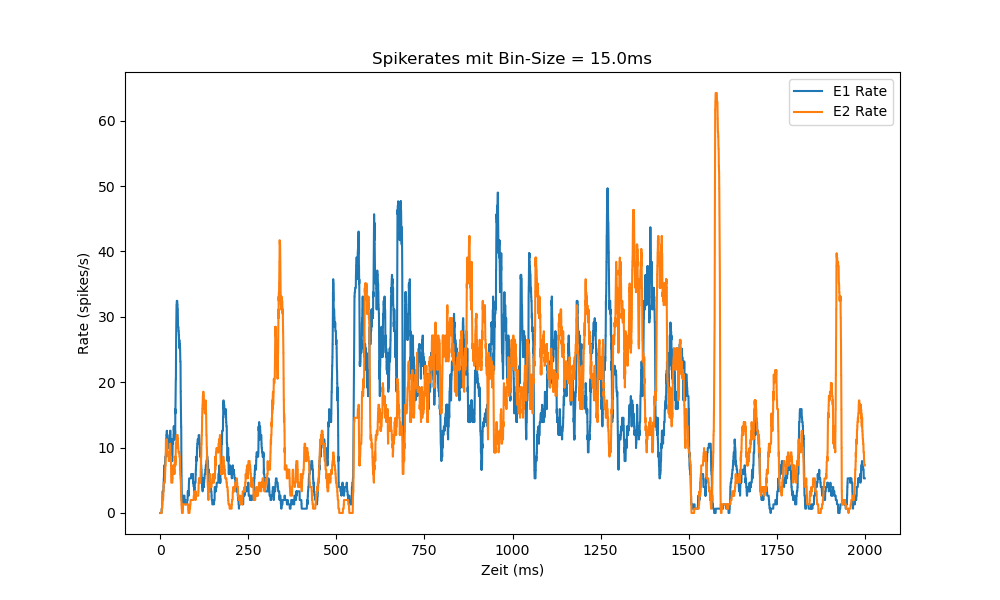 Spikerates mit Bin-Size = 15.0ms
E1 Rate
E2 Rate
Rate (spikes/s)
60
50
40
30
20
10
0
0 250 500 750 1000 1250 1500 1750 2000
Zeit (ms)